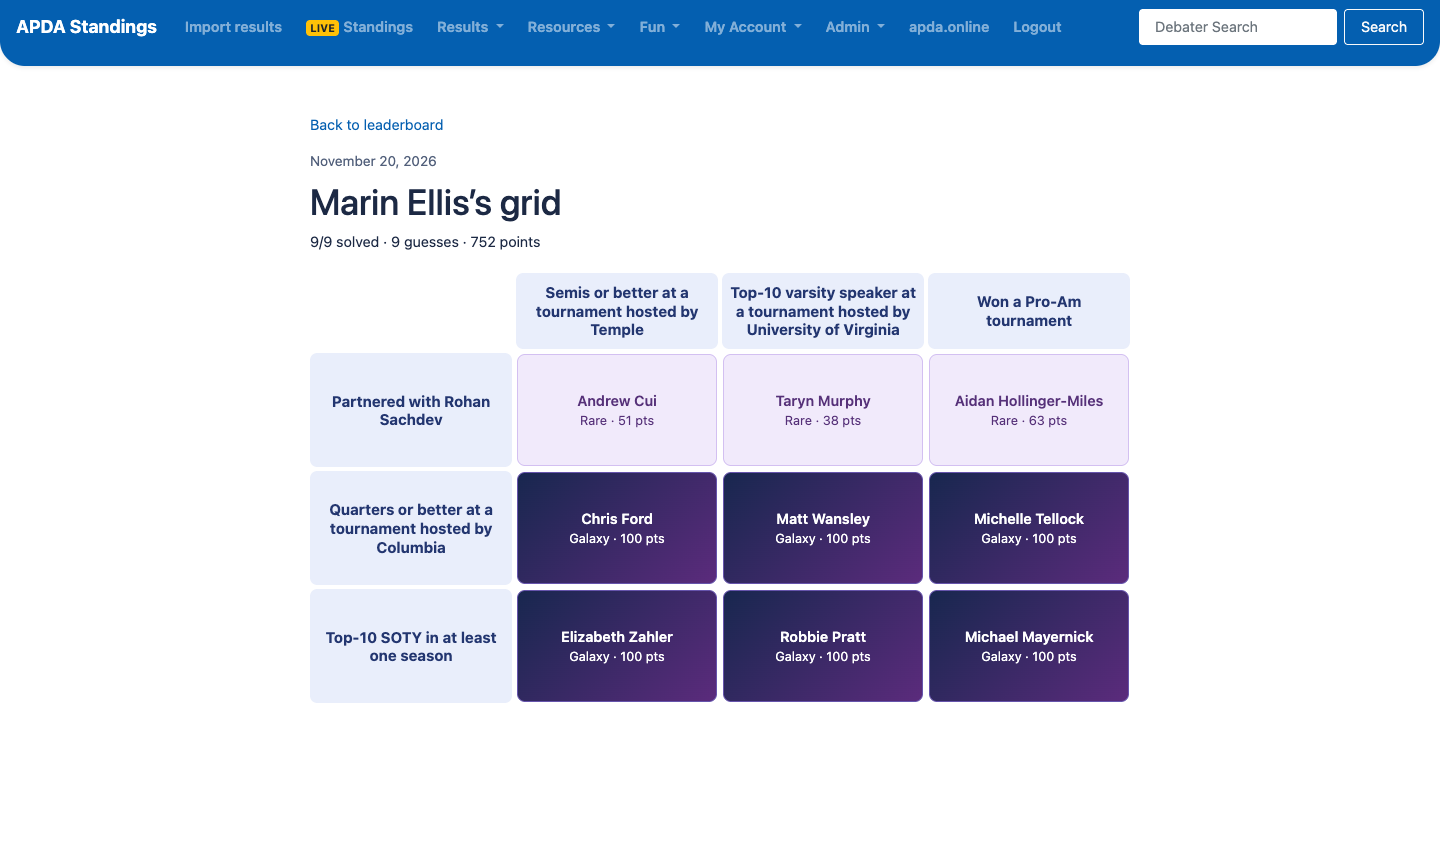 APDA Standings
Import results
LIVE Standings
Results
Resources
Fun
My Account
Admin
apda.online
Logout
Debater Search
Search
Back to leaderboard
November 20, 2026
Marin Ellis’s grid
9/9 solved · 9 guesses · 752 points
Semis or better at a
tournament hosted by
Temple
Top-10 varsity speaker at
a tournament hosted by
University of Virginia
Won a Pro-Am
tournament
Partnered with Rohan
Sachdev
Andrew Cui
Rare · 51 pts
Taryn Murphy
Rare · 38 pts
Aidan Hollinger-Miles
Rare · 63 pts
Quarters or better at a
tournament hosted by
Columbia
Chris Ford
Galaxy · 100 pts
Matt Wansley
Galaxy · 100 pts
Michelle Tellock
Galaxy · 100 pts
Top-10 SOTY in at least
one season
Elizabeth Zahler
Galaxy · 100 pts
Robbie Pratt
Galaxy · 100 pts
Michael Mayernick
Galaxy · 100 pts